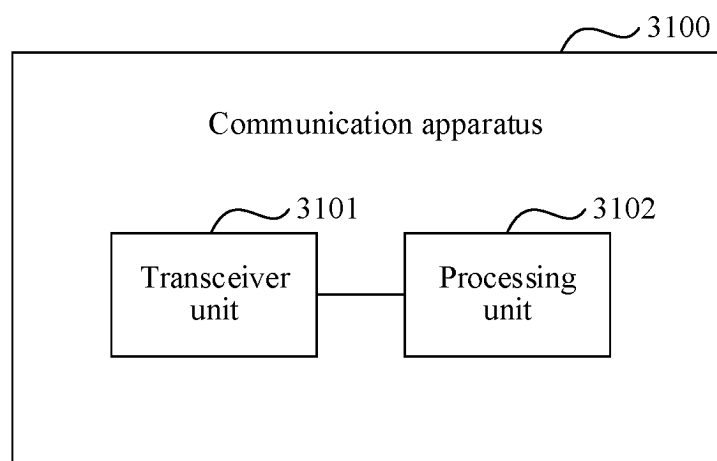 3100
Communication apparatus
3101
3102
Transceiver
unit
Processing
unit